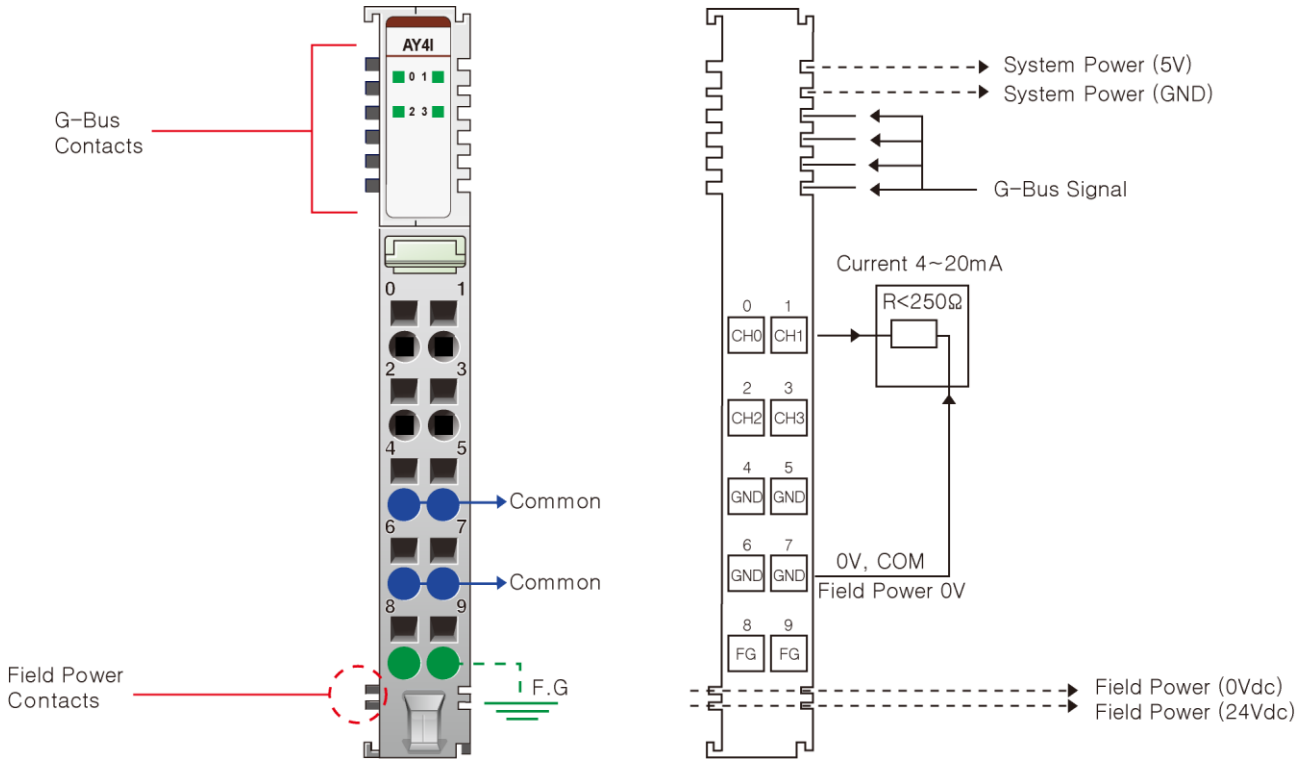 AY4I
0 1
2 3
G-Bus
Contacts
0 1
2 3
4 5
Common
6 7
Common
8 9
Field Power
Contacts
F.G
System Power (5V)
System Power (GND)
G-Bus Signal
Current 4~20mA
R<250Ω
0 1
CH0 CH1
2 3
CH2 CH3
4 5
GND GND
6 7
GND GND
0V, COM
Field Power 0V
8 9
FG FG
Field Power (0Vdc)
Field Power (24Vdc)